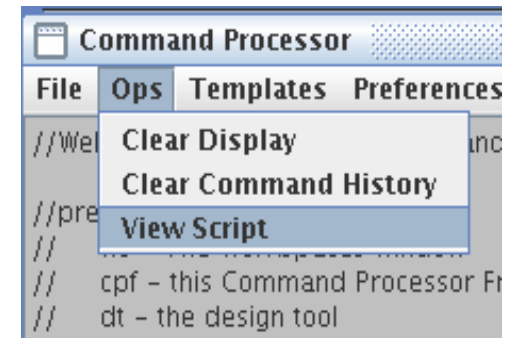 Command Processor
File Ops Templates Preferences
//Wel
Clear Display
Clear Command History
//pre
View Script
//
// cpf – this Command Processor Fr
// dt – the design tool